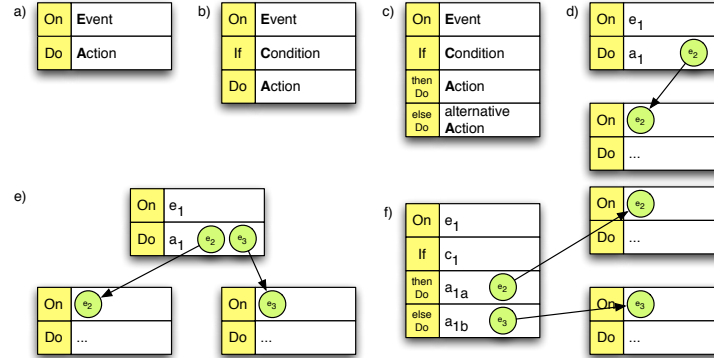 a)
On Event
Do Action
b)
On Event
If Condition
Do Action
c)
On Event
If Condition
then Do Action
else Do alternative Action
d)
On e1
Do a1 e2
On e2
Do ...
e)
On e1
Do a1 e2 e3
On e2
Do ...
On e3
Do ...
f)
On e1
If c1
then Do a1a e2
else Do a1b e3
On e2
Do ...
On e3
Do ...